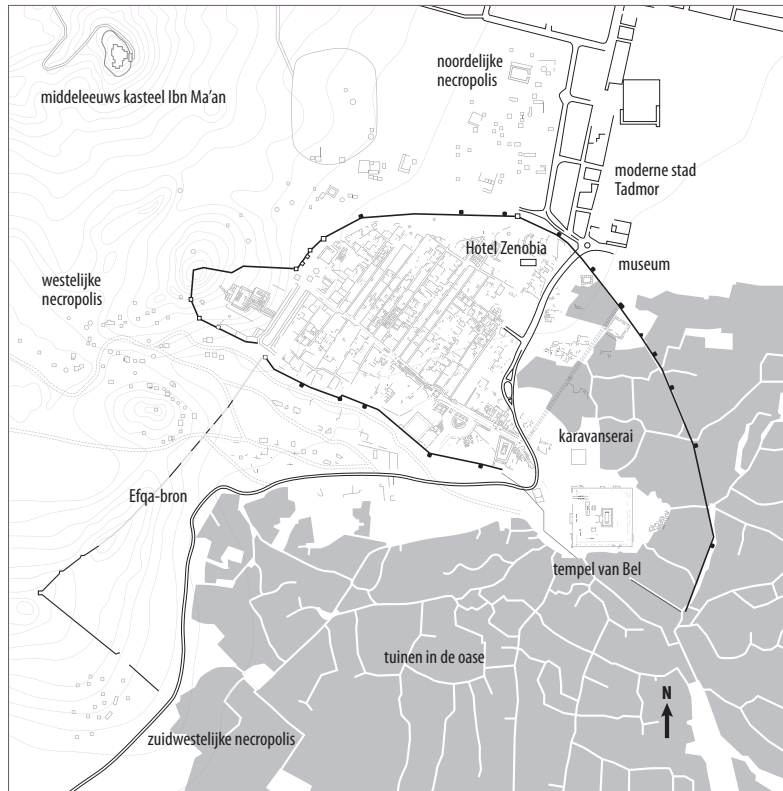 noordelijke
necropolis
middeleeuws kasteel Ibn Ma'an
moderne stad
Tadmor
Hotel Zenobia
museum
westelijke
necropolis
karavanserai
Efqa-bron
tempel van Bel
tuinen in de oase
N
zuidwestelijke necropolis